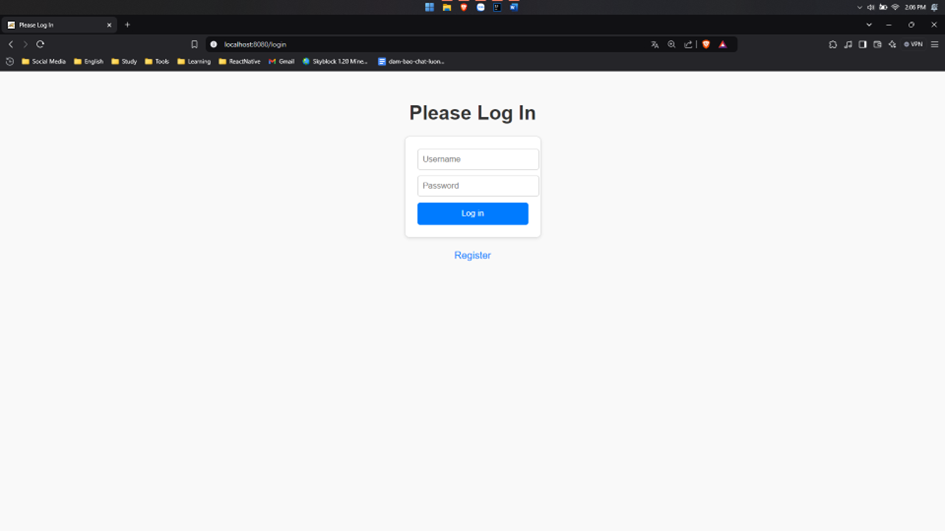 2:06 PM
Please Log In
localhost:8080/login
VPN
Social Media English Study Tools Learning ReactNative Gmail Skyblock 1.20 Mine... dam-bao-chat-luon...
Please Log In
Username
Password
Log in
Register